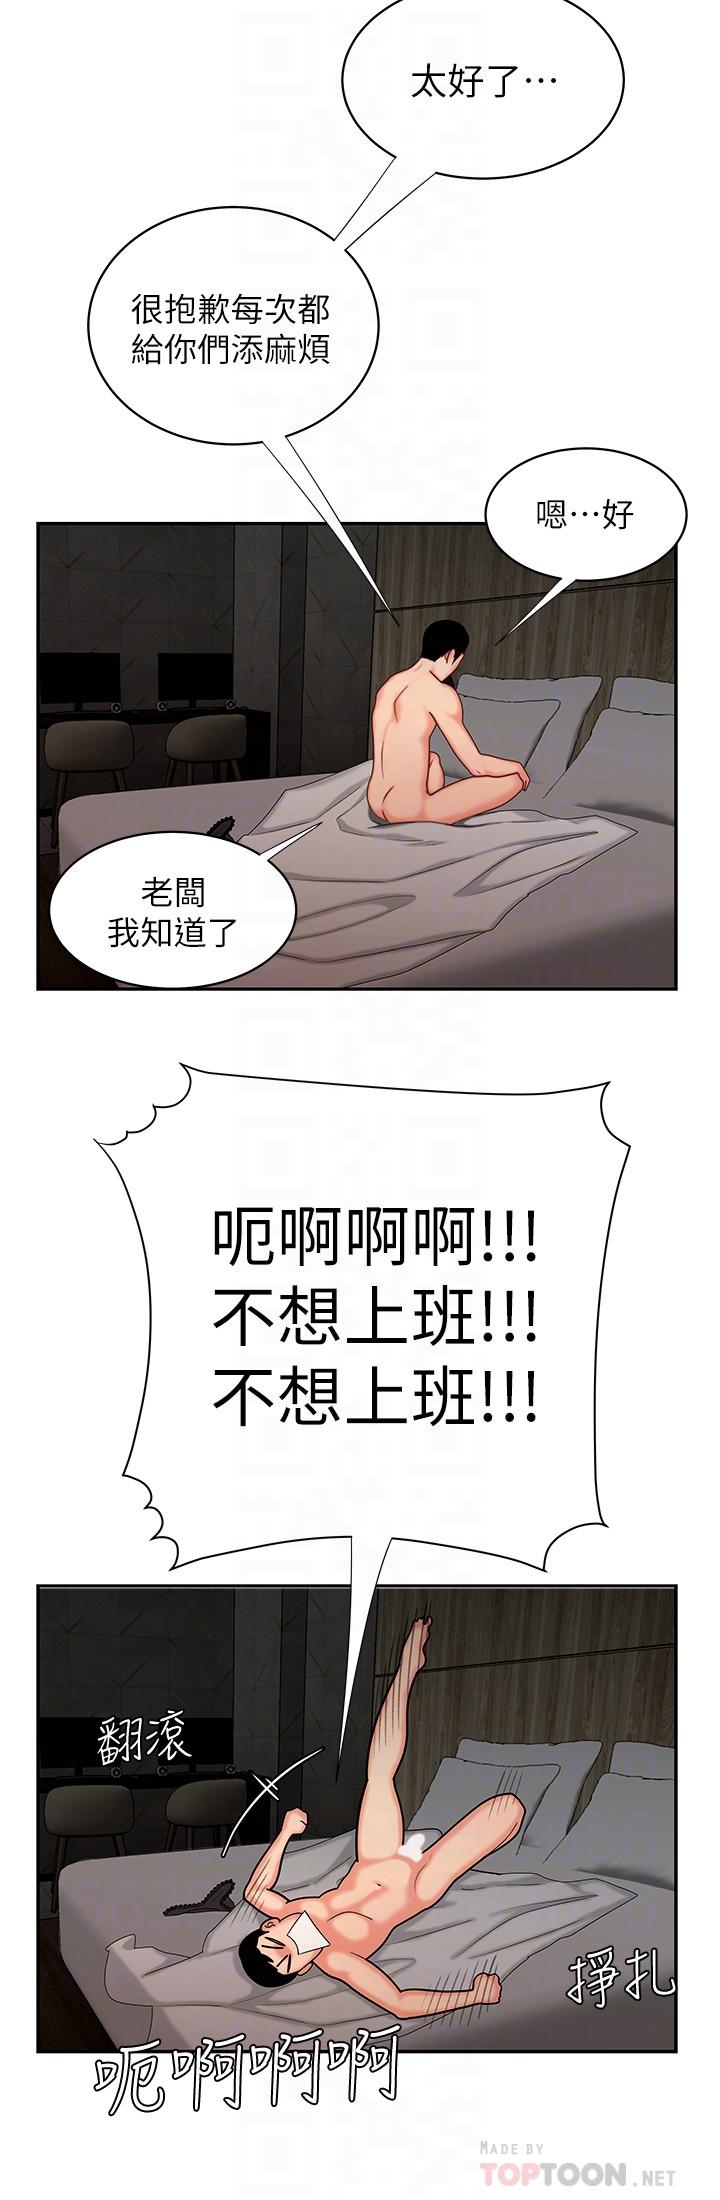 太好了…
很抱歉每次都
給你們添麻煩
嗯…好
老闆
我知道了
呃啊啊啊!!!
不想上班!!!
不想上班!!!
翻滾
掙扎
呃啊啊啊
MADE BY
TOPTOON.NET